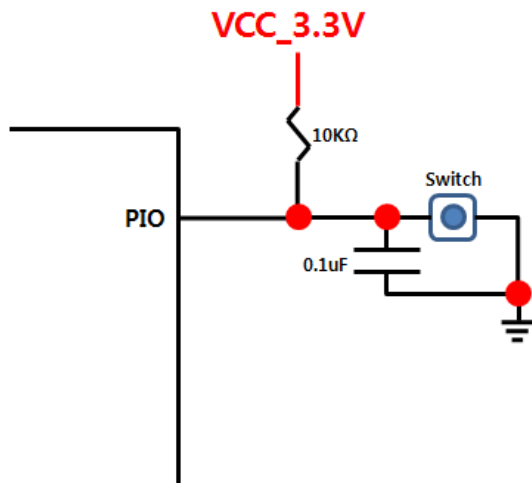 VCC_3.3V
10KΩ
Switch
PIO
0.1uF